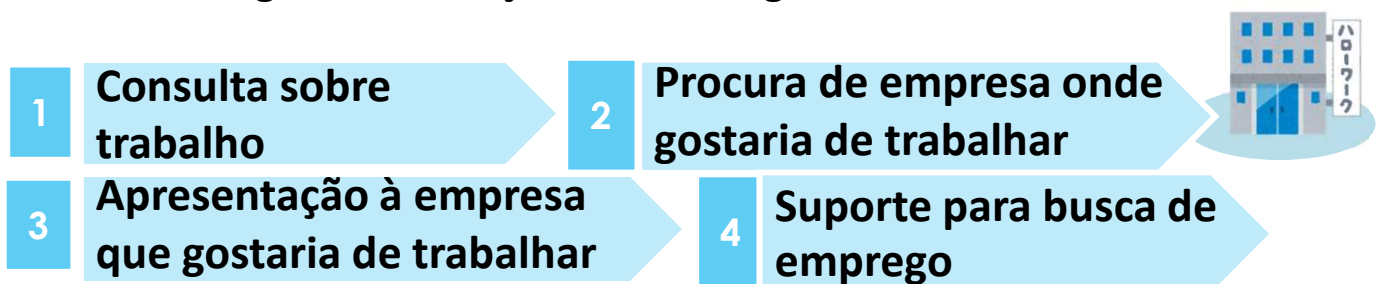 1
Consulta sobre
trabalho
2
Procura de empresa onde
gostaria de trabalhar
ハローワーク
3
Apresentação à empresa
que gostaria de trabalhar
4
Suporte para busca de
emprego